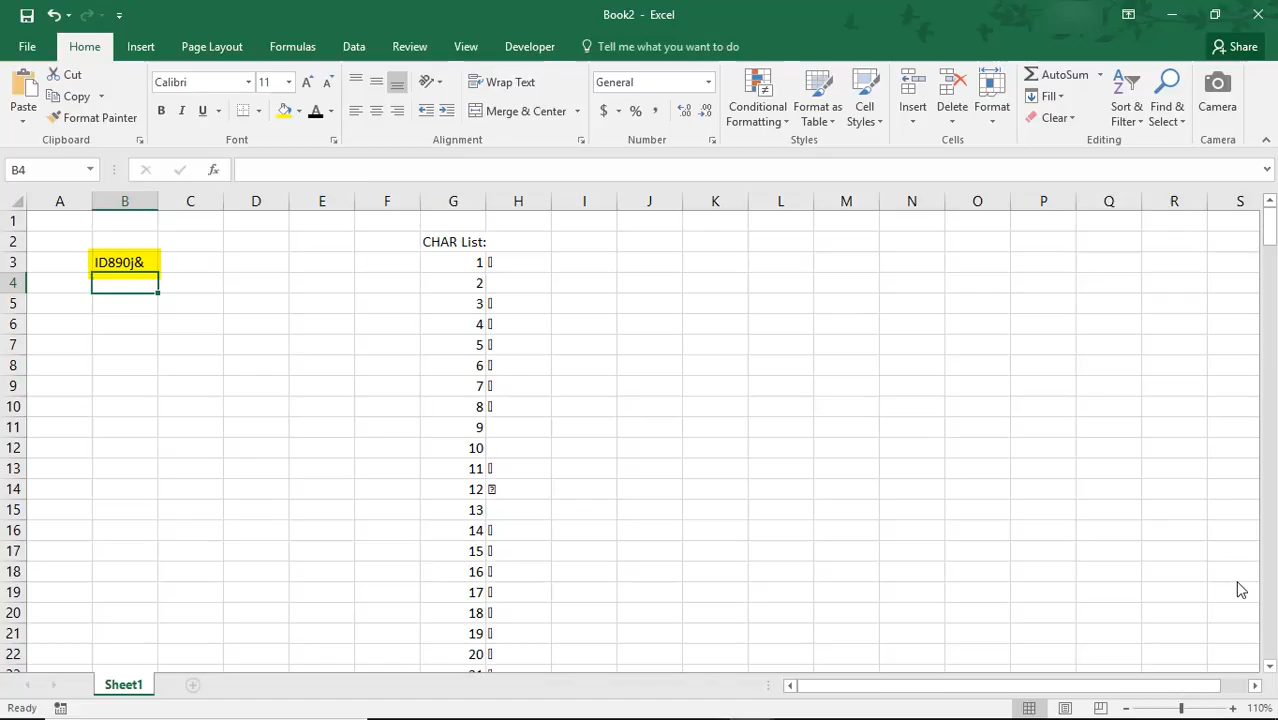 Book2 - Excel
File Home Insert Page Layout Formulas Data Review View Developer Tell me what you want to do Share
Paste
Cut
Copy
Format Painter
Clipboard
Calibri 11
B I U A
Font
Wrap Text
Merge & Center
Alignment
General
$ % ,
Number
Conditional Formatting
Format as Table
Cell Styles
Styles
Insert
Delete
Format
Cells
AutoSum
Fill
Clear
Sort & Filter
Find & Select
Editing
Camera
Camera
B4 fx
A B C D E F G H I J K L M N O P Q R S
1
2 CHAR List:
3 ID890j& 1
4 2
5 3
6 4
7 5
8 6
9 7
10 8
11 9
12 10
13 11
14 12
15 13
16 14
17 15
18 16
19 17
20 18
21 19
22 20
Sheet1
Ready 110%